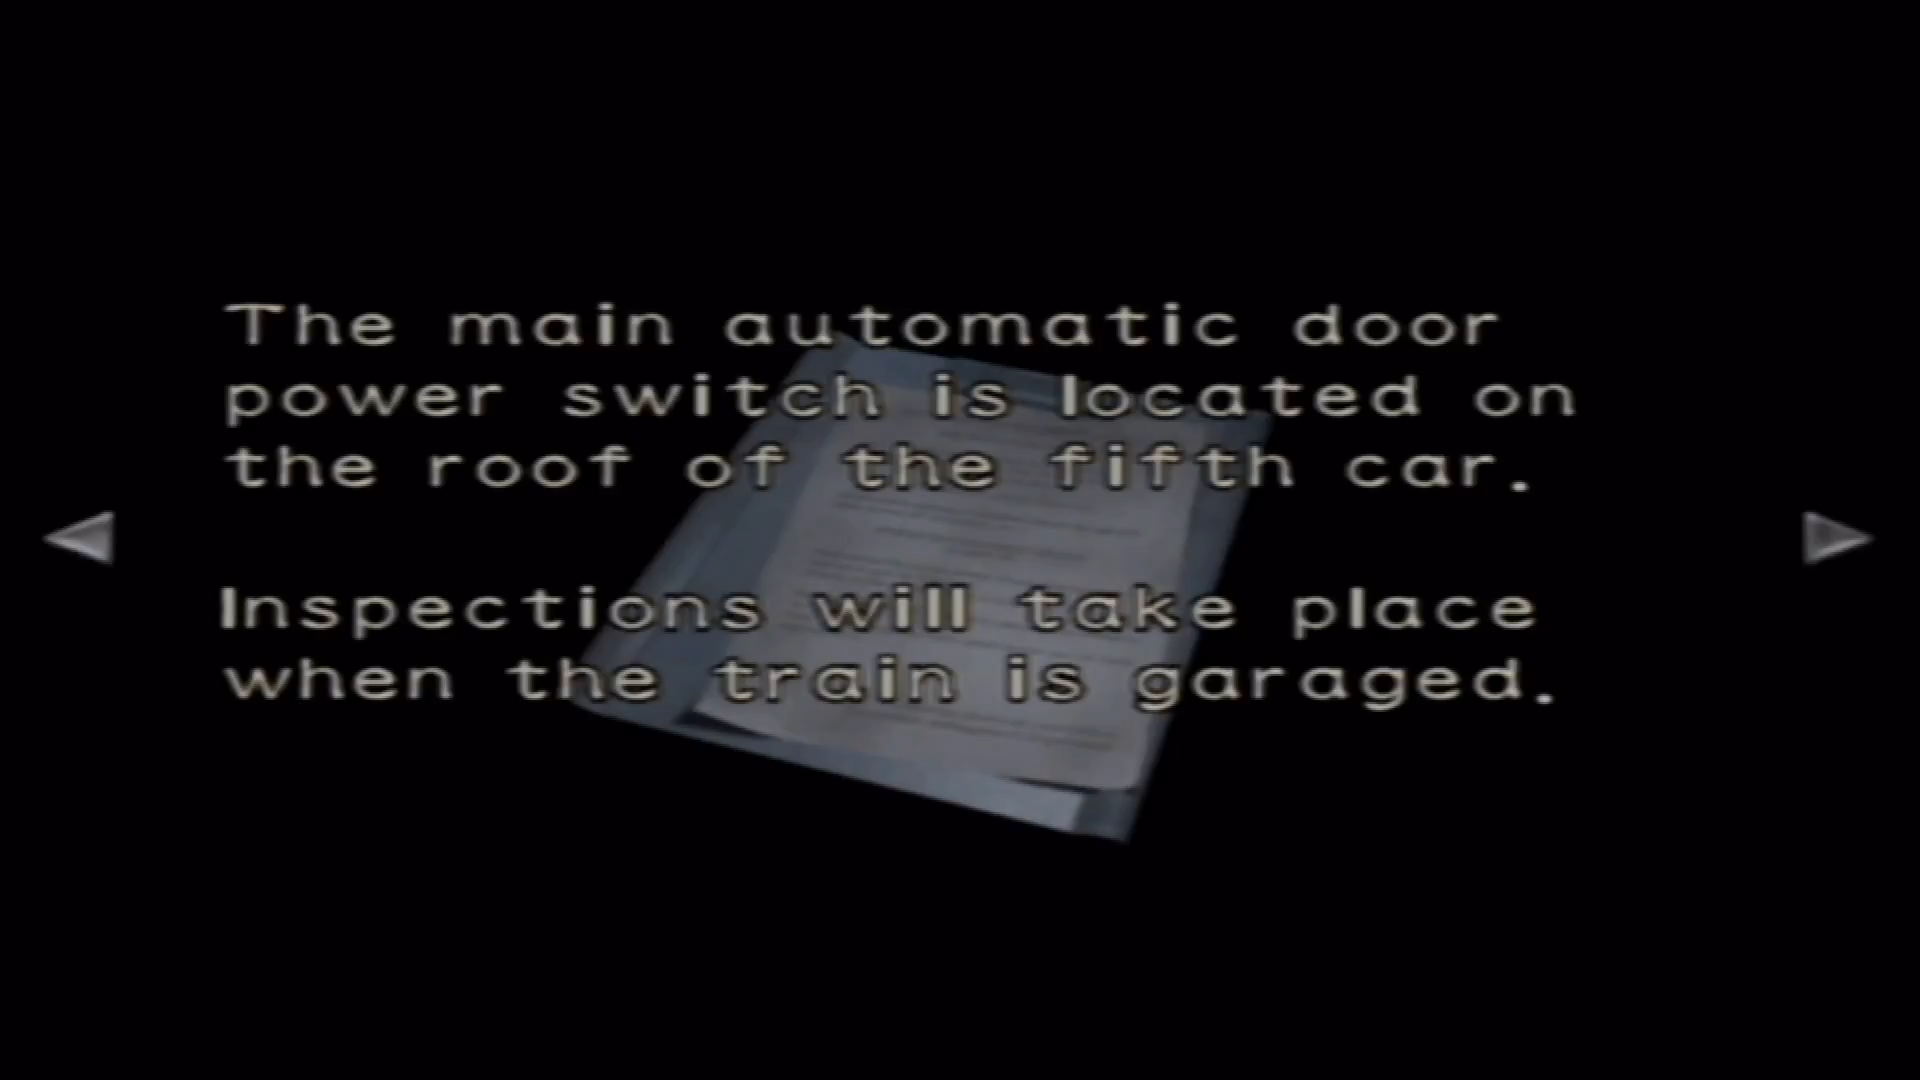 The main automatic door
power switch is located on
the roof of the fifth car.
Inspections will take place
when the train is garaged.